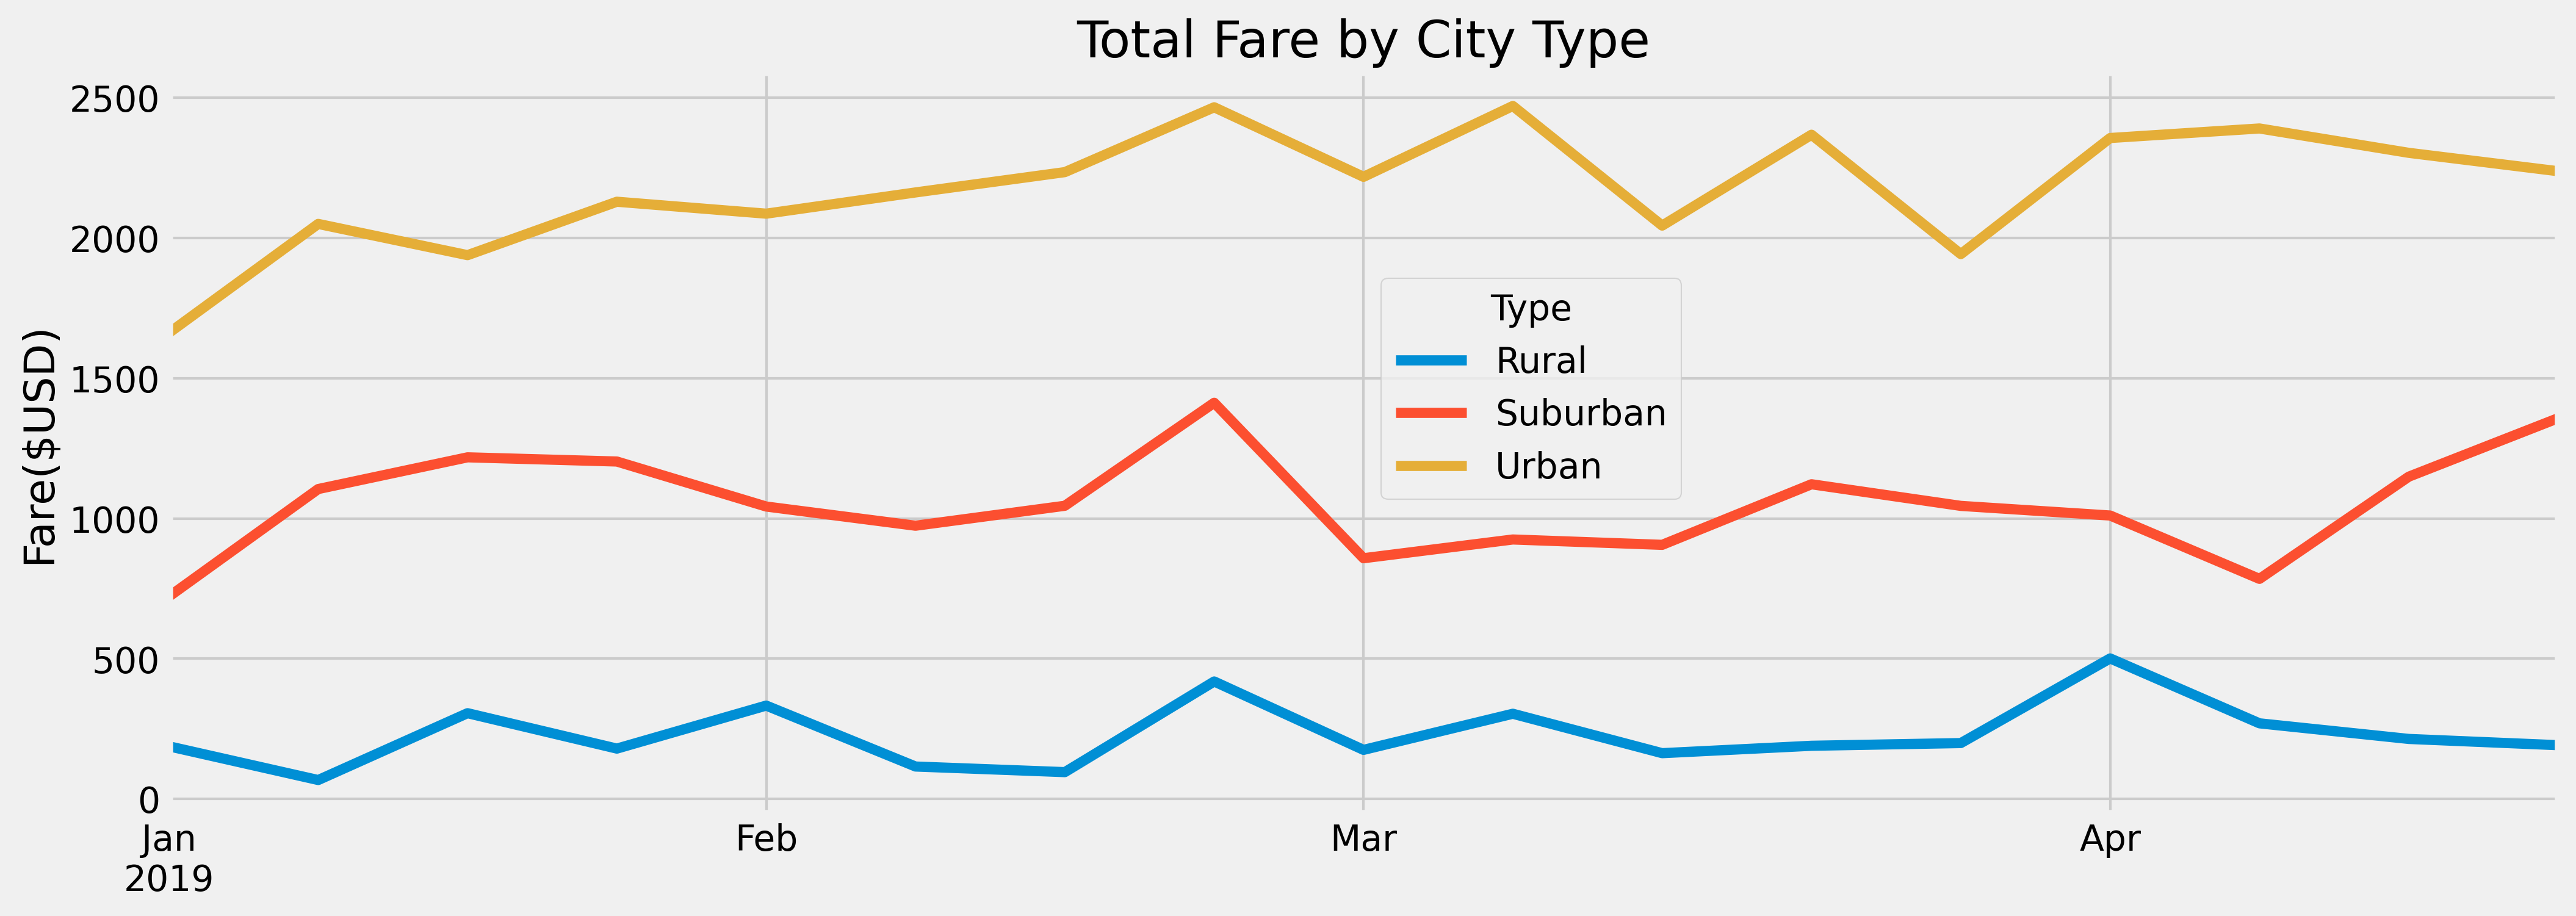 Total Fare by City Type
Fare($USD)
2500
2000
1500
1000
500
0
Type
Rural
Suburban
Urban
Jan
2019
Feb
Mar
Apr